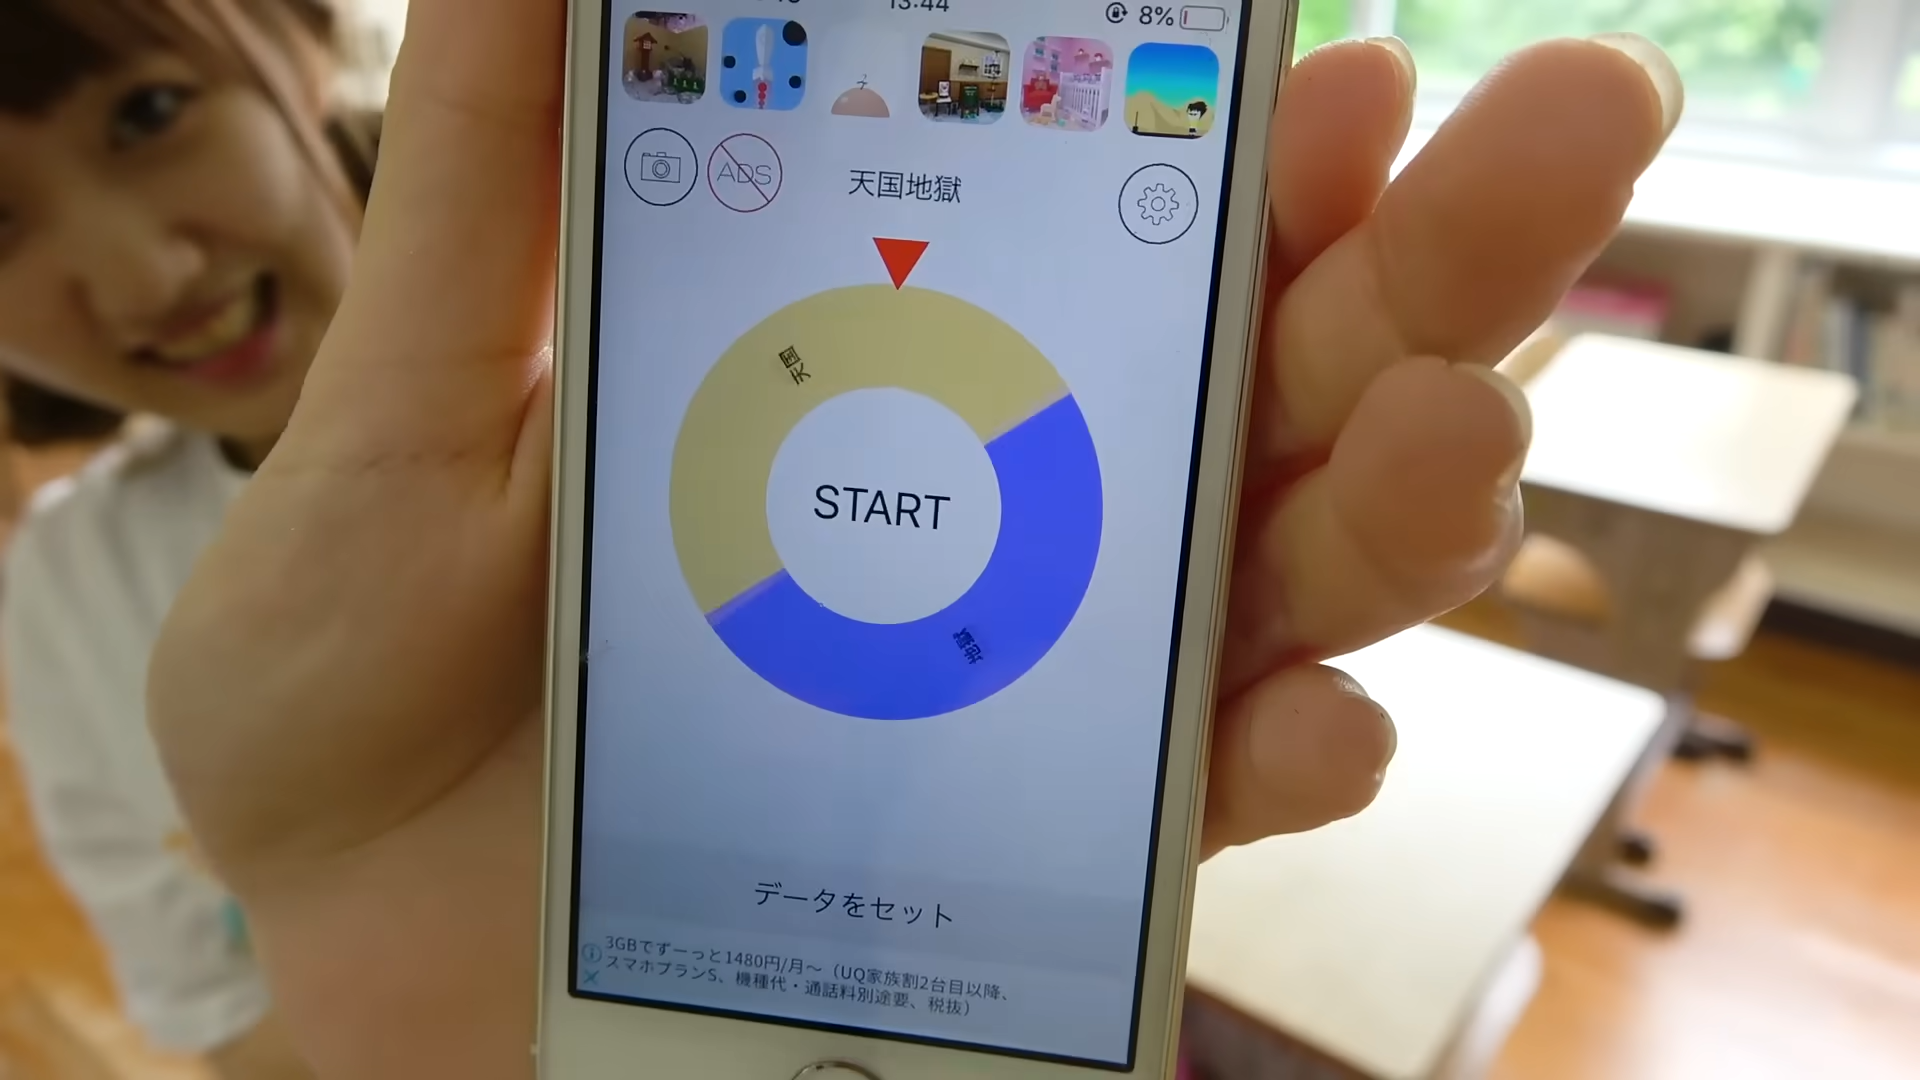 13:44
8%
ADS
天国地獄
天国
START
地獄
データをセット
3GBでずーっと1480円/月～（UQ家族割2台目以降、
スマホプランS、機種代・通話料別途要、税抜）